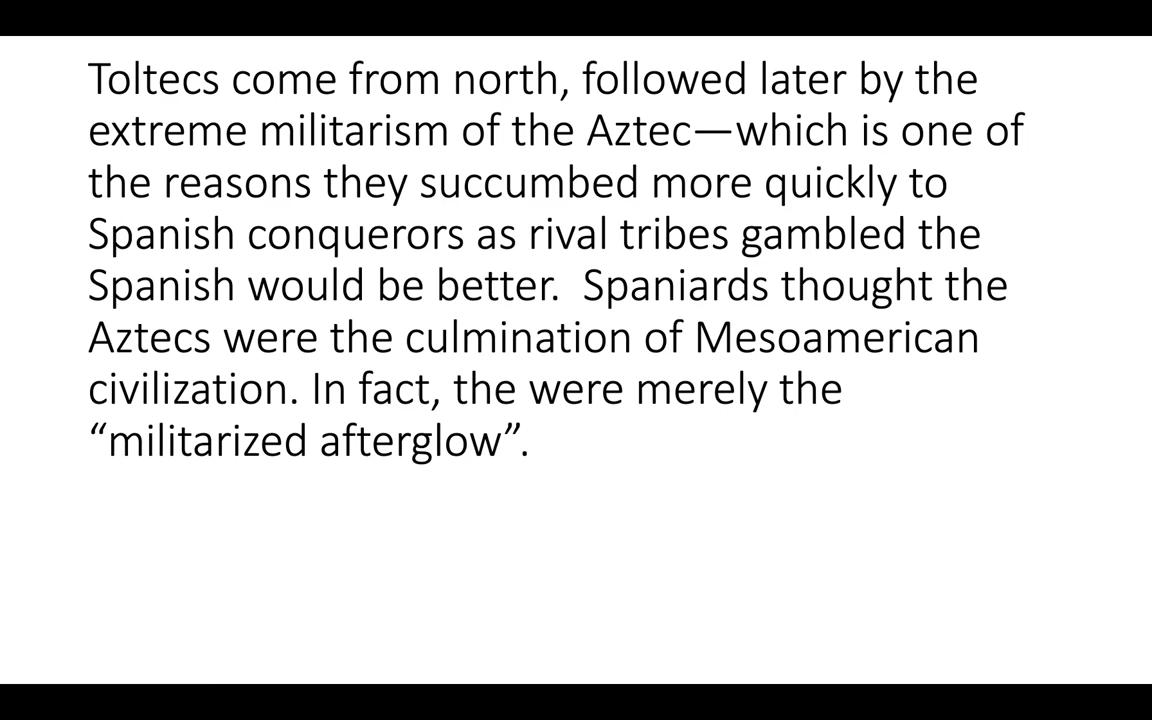 Toltecs come from north, followed later by the
extreme militarism of the Aztec—which is one of
the reasons they succumbed more quickly to
Spanish conquerors as rival tribes gambled the
Spanish would be better.  Spaniards thought the
Aztecs were the culmination of Mesoamerican
civilization. In fact, the were merely the
“militarized afterglow”.